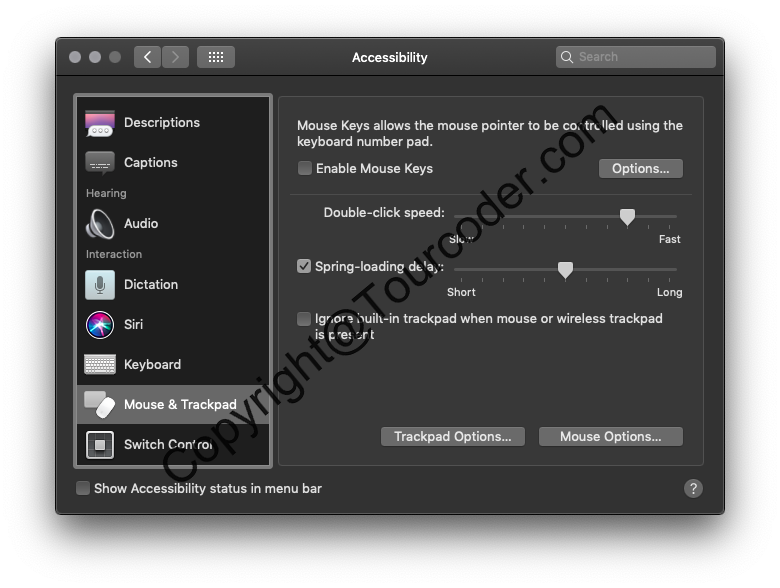 Accessibility
Search
Descriptions
Captions
Hearing
Audio
Interaction
Dictation
Siri
Keyboard
Mouse & Trackpad
Switch Control
Mouse Keys allows the mouse pointer to be controlled using the
keyboard number pad.
Enable Mouse Keys
Options...
Double-click speed:
Slow
Fast
Spring-loading delay:
Short
Long
Ignore built-in trackpad when mouse or wireless trackpad
is present
Trackpad Options...
Mouse Options...
Show Accessibility status in menu bar
?
Copyright@Tourcoder.com